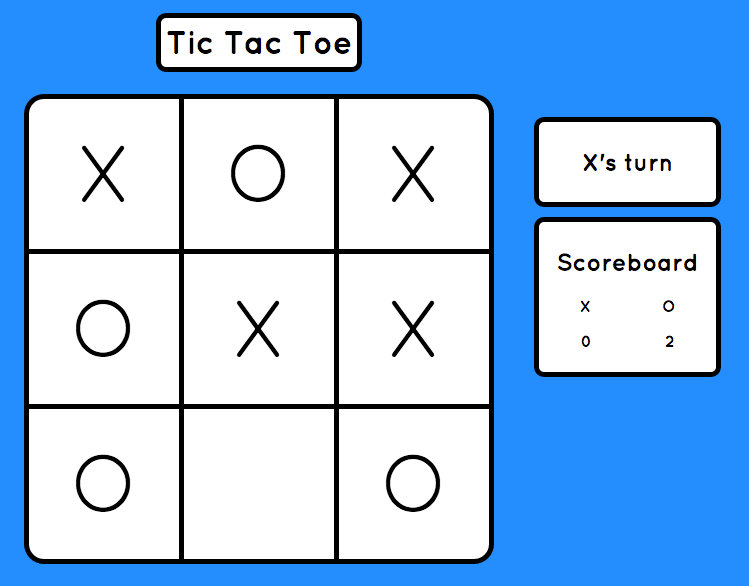 Tic Tac Toe
X O X
O X X
O O
X's turn
Scoreboard
X O
0 2